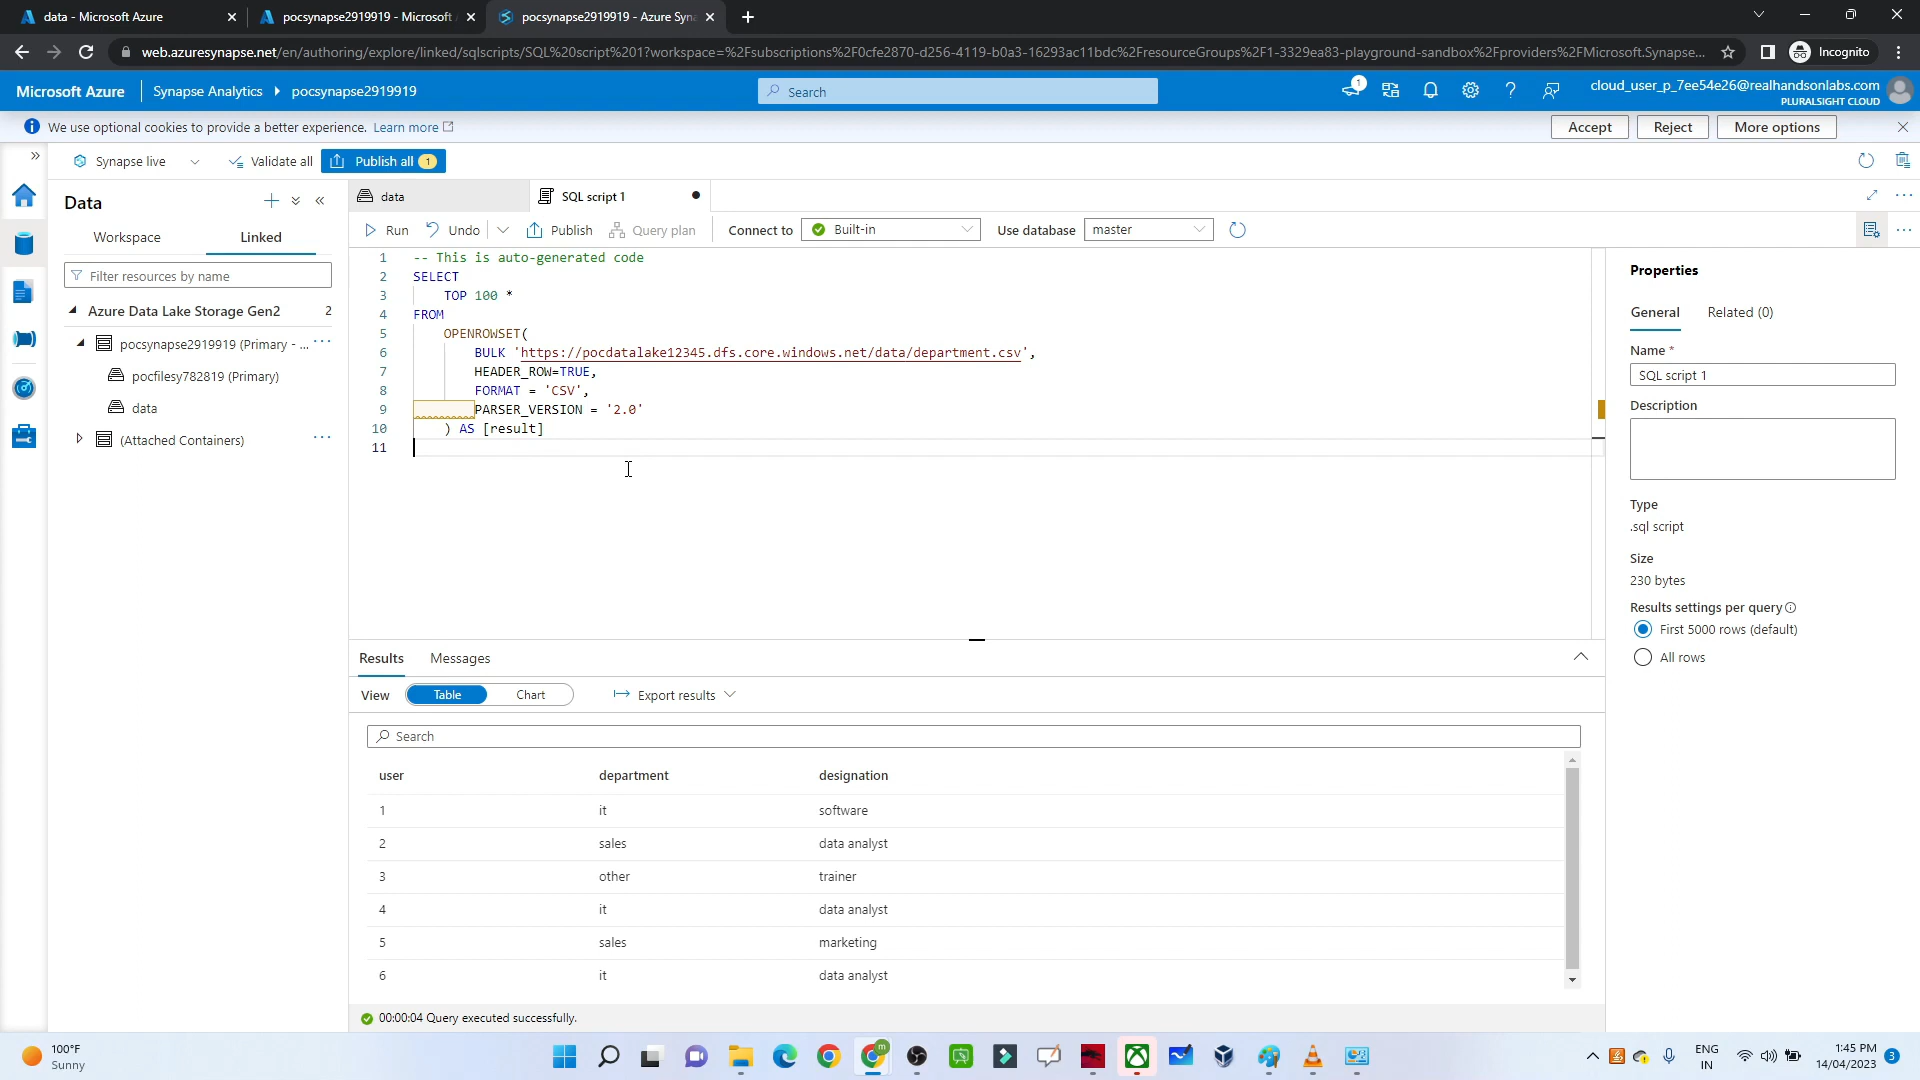 data - Microsoft Azure
pocsynapse2919919 - Microsoft
pocsynapse2919919 - Azure Syn
web.azuresynapse.net/en/authoring/explore/linked/sqlscripts/SQL%20script%201?workspace=%2Fsubscriptions%2F0cfe2870-d256-4119-b0a3-16293ac11bdc%2FresourceGroups%2F1-3329ea83-playground-sandbox%2Fproviders%2FMicrosoft.Synapse...
Incognito
Microsoft Azure
Synapse Analytics
pocsynapse2919919
Search
1
cloud_user_p_7ee54e26@realhandsonlabs.com
PLURALSIGHT CLOUD
We use optional cookies to provide a better experience. Learn more
Accept
Reject
More options
Synapse live
Validate all
Publish all 1
Data
Workspace
Linked
Filter resources by name
Azure Data Lake Storage Gen2 2
pocsynapse2919919 (Primary - ...
pocfilesy782819 (Primary)
data
(Attached Containers)
data
SQL script 1
Run
Undo
Publish
Query plan
Connect to
Built-in
Use database
master
1 -- This is auto-generated code
2 SELECT
3 TOP 100 *
4 FROM
5 OPENROWSET(
6 BULK 'https://pocdatalake12345.dfs.core.windows.net/data/department.csv',
7 HEADER_ROW=TRUE,
8 FORMAT = 'CSV',
9 PARSER_VERSION = '2.0'
10 ) AS [result]
11
Properties
General
Related (0)
Name *
SQL script 1
Description
Type
.sql script
Size
230 bytes
Results settings per query
First 5000 rows (default)
All rows
Results
Messages
View
Table
Chart
Export results
Search
user department designation
1 it software
2 sales data analyst
3 other trainer
4 it data analyst
5 sales marketing
6 it data analyst
00:00:04 Query executed successfully.
100°F
Sunny
m
ENG
IN
1:45 PM
14/04/2023
3